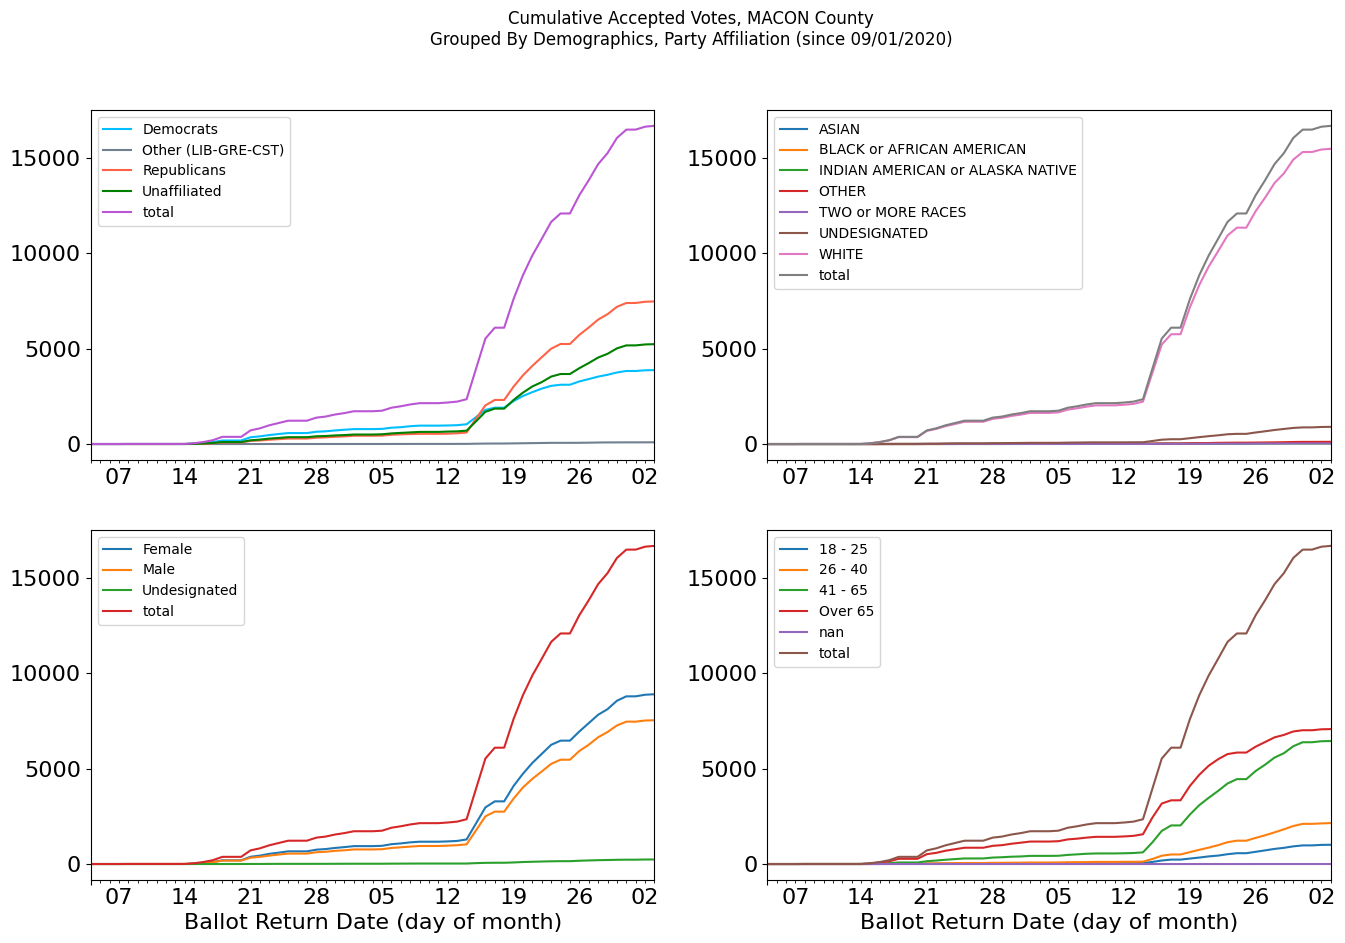 Cumulative Accepted Votes, MACON County
Grouped By Demographics, Party Affiliation (since 09/01/2020)
Democrats
Other (LIB-GRE-CST)
Republicans
Unaffiliated
total
15000
10000
5000
0
07 14 21 28 05 12 19 26 02
ASIAN
BLACK or AFRICAN AMERICAN
INDIAN AMERICAN or ALASKA NATIVE
OTHER
TWO or MORE RACES
UNDESIGNATED
WHITE
total
15000
10000
5000
0
07 14 21 28 05 12 19 26 02
Female
Male
Undesignated
total
15000
10000
5000
0
07 14 21 28 05 12 19 26 02
Ballot Return Date (day of month)
18 - 25
26 - 40
41 - 65
Over 65
nan
total
15000
10000
5000
0
07 14 21 28 05 12 19 26 02
Ballot Return Date (day of month)